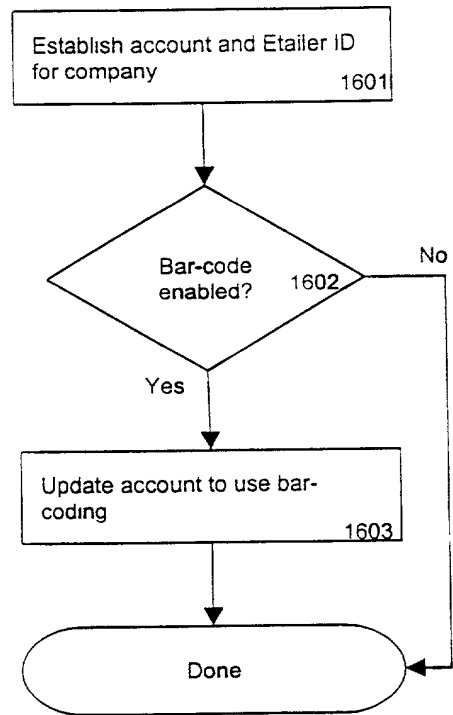 Establish account and Etailer ID
for company
1601
Bar-code
enabled?
1602
No
Yes
Update account to use bar-
coding
1603
Done